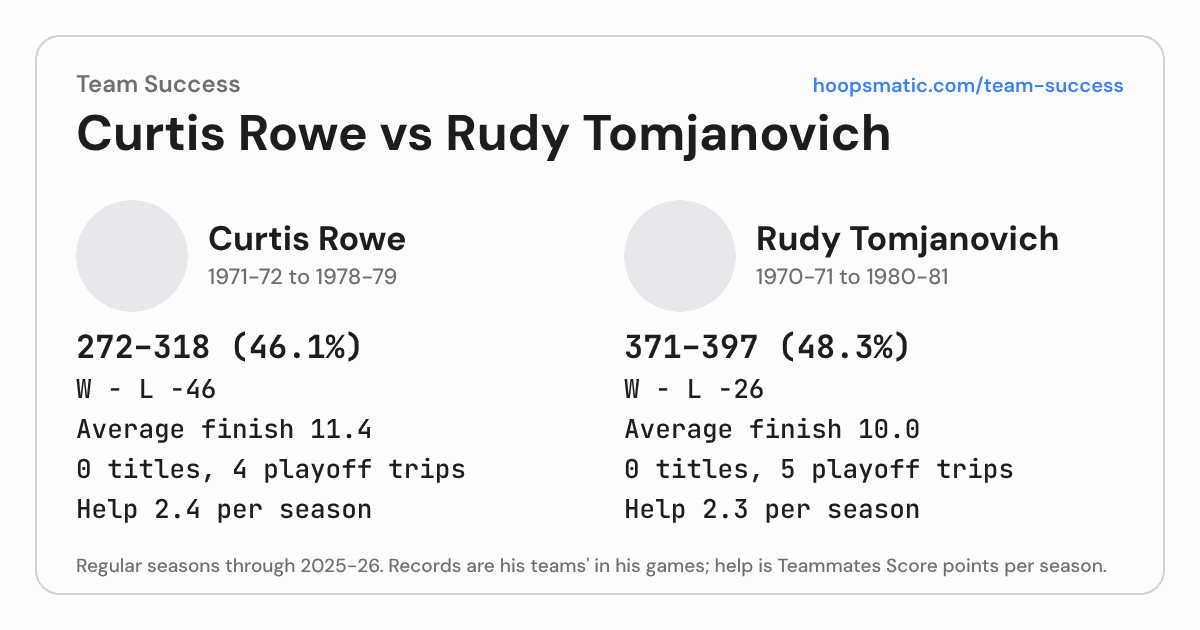 Team Success
hoopsmatic.com/team-success
Curtis Rowe vs Rudy Tomjanovich
Curtis Rowe
1971-72 to 1978-79
272-318 (46.1%)
W - L -46
Average finish 11.4
0 titles, 4 playoff trips
Help 2.4 per season
Rudy Tomjanovich
1970-71 to 1980-81
371-397 (48.3%)
W - L -26
Average finish 10.0
0 titles, 5 playoff trips
Help 2.3 per season
Regular seasons through 2025-26. Records are his teams' in his games; help is Teammates Score points per season.